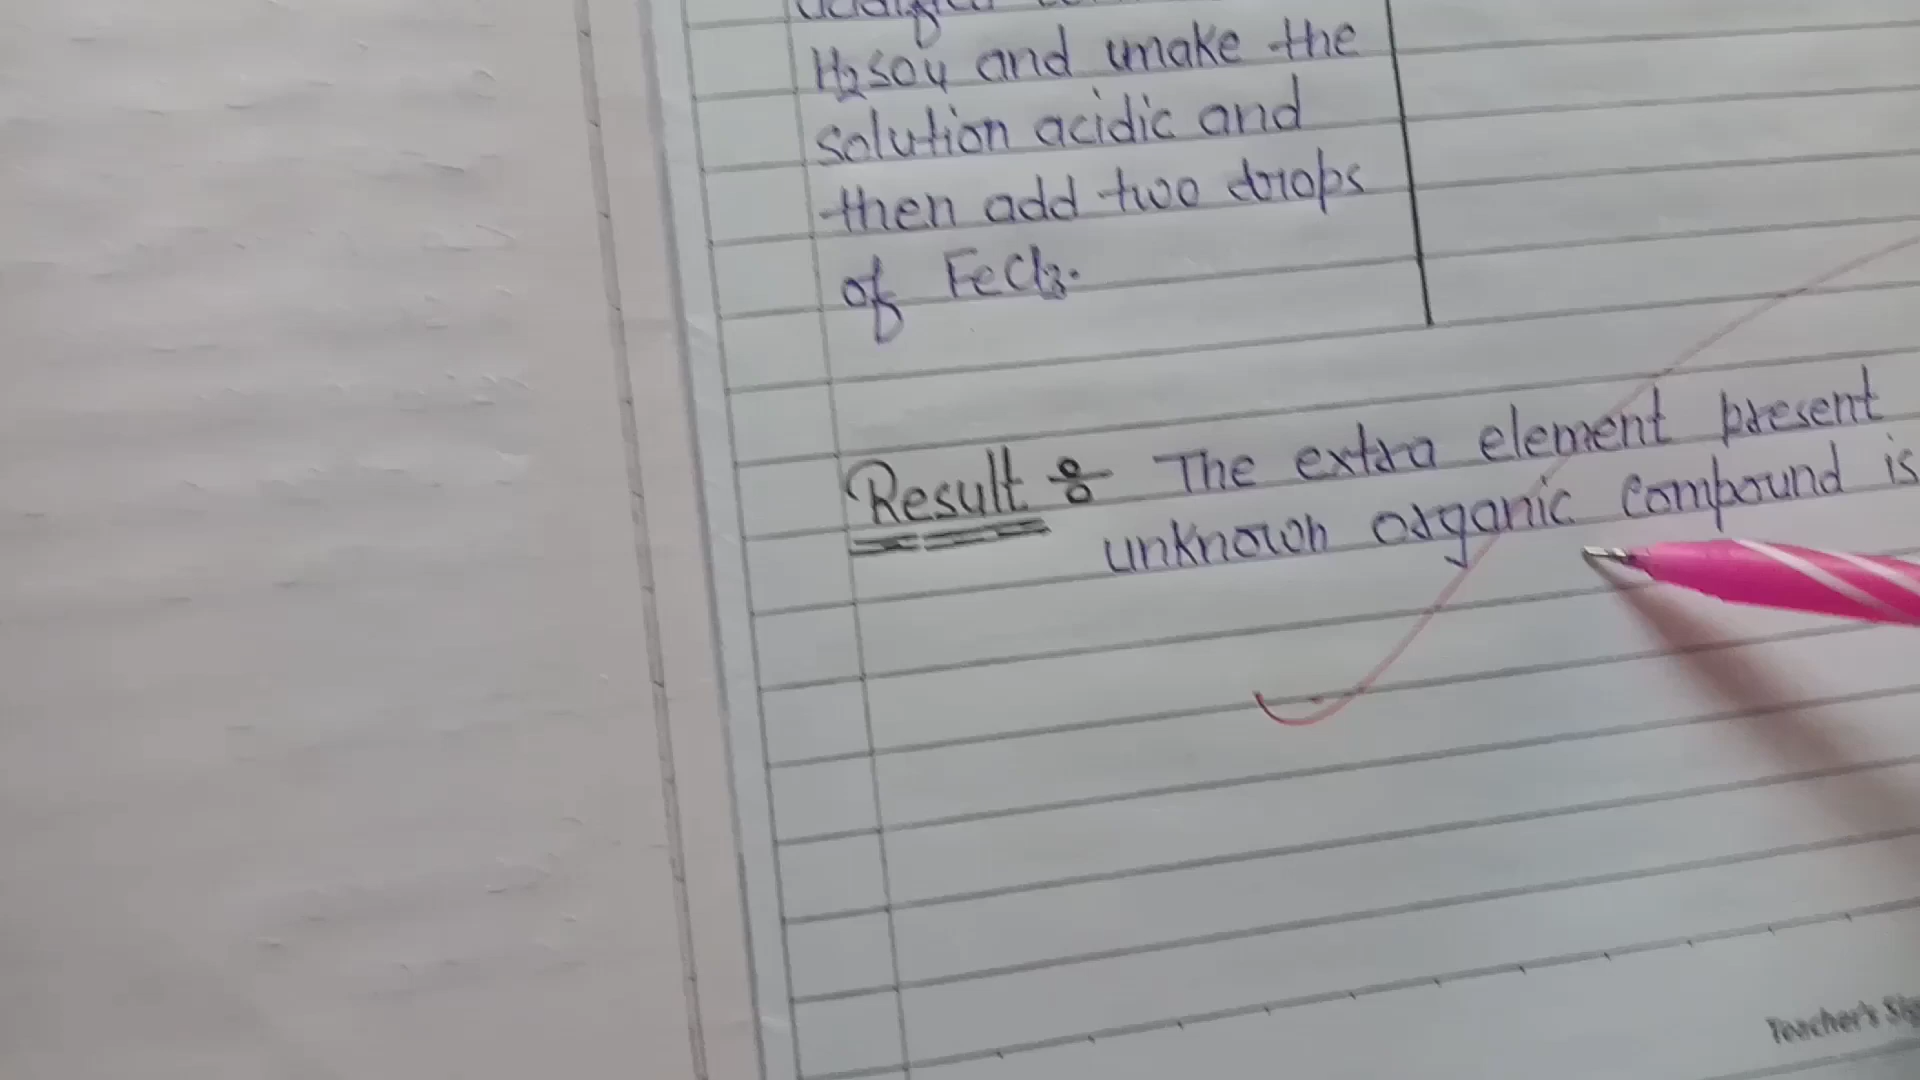 H2SO4 and make the
solution acidic and
then add two drops
of FeCl3.
Result : The extra element present
unknown organic compound is
Teacher's